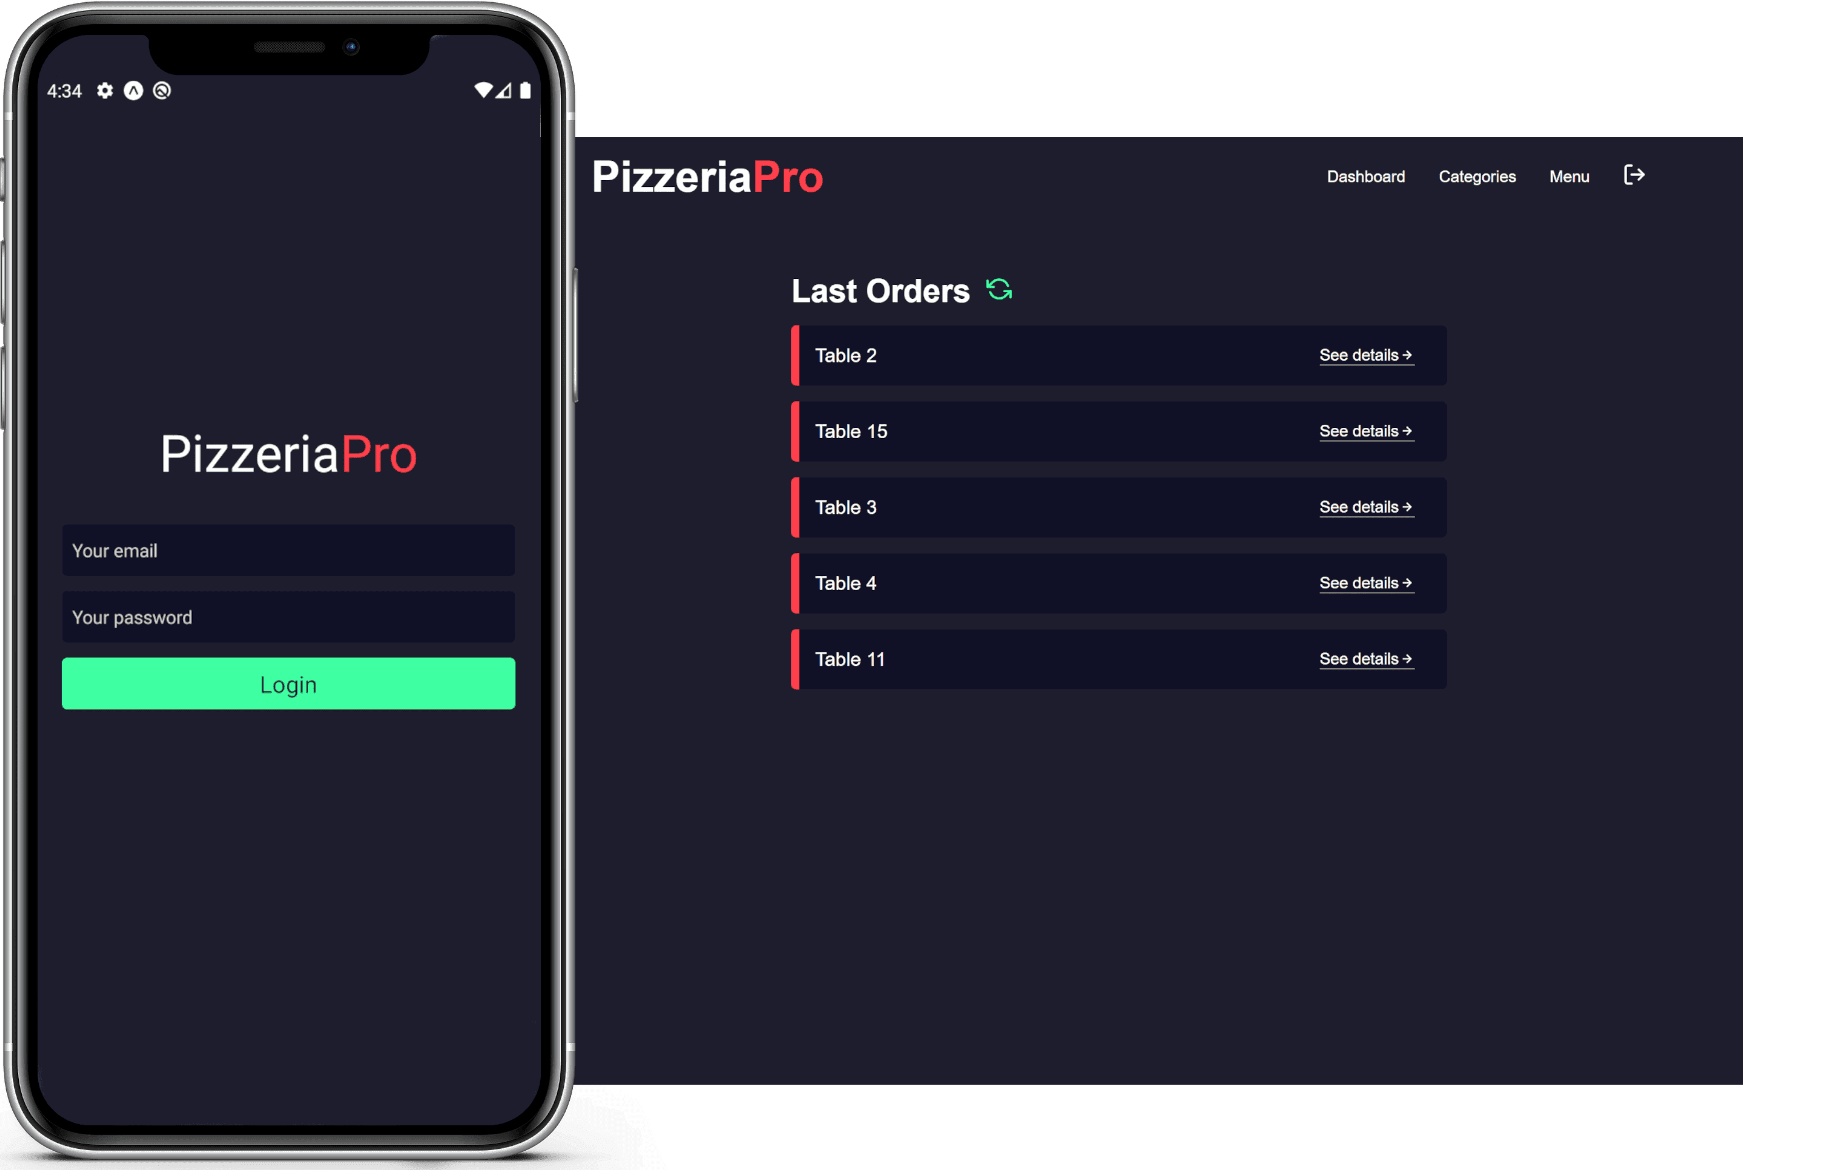 4:34
PizzeriaPro
Your email
Your password
Login
PizzeriaPro
Dashboard
Categories
Menu
Last Orders
Table 2
See details
Table 15
See details
Table 3
See details
Table 4
See details
Table 11
See details